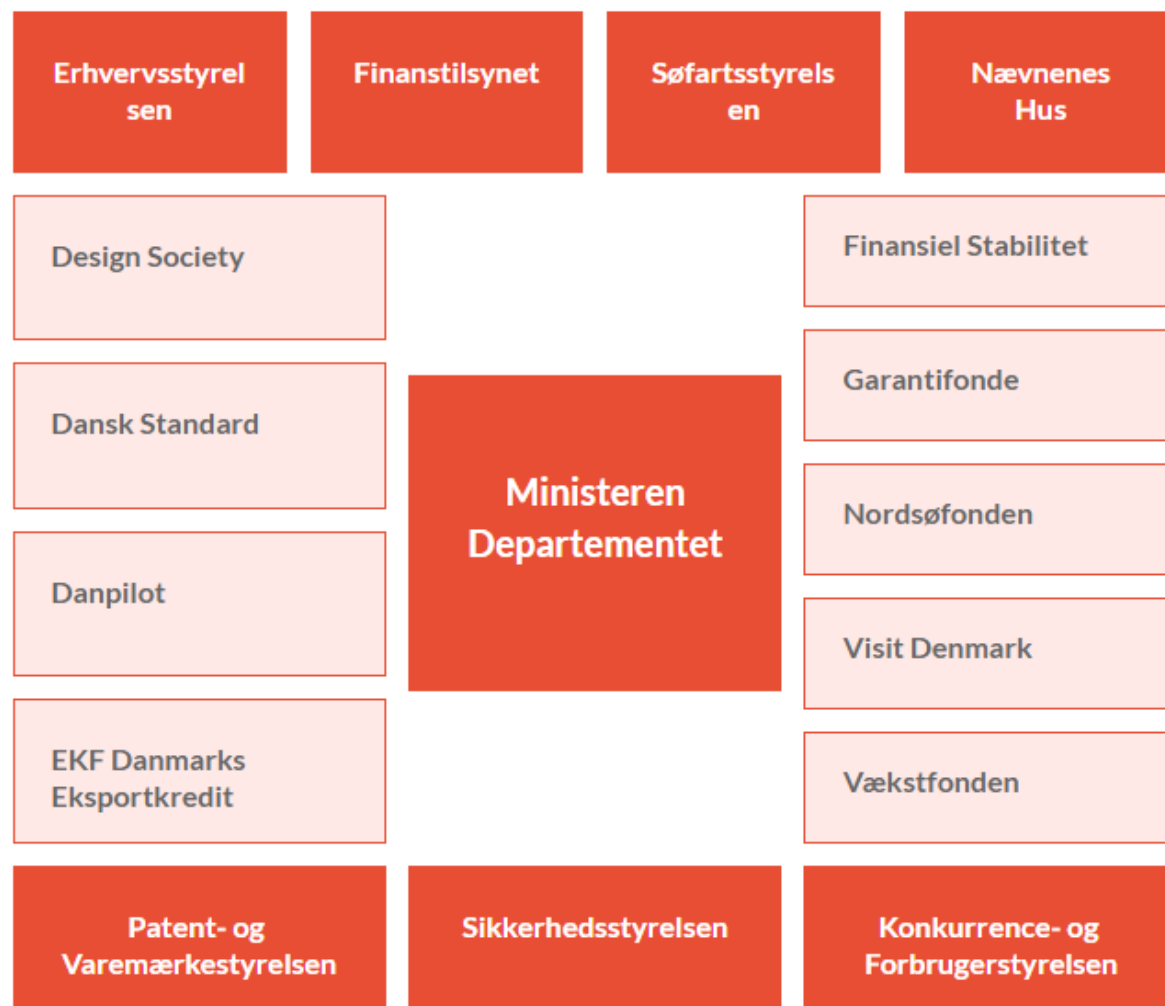 Erhvervsstyrel
sen
Finanstilsynet
Søfartsstyrels
en
Nævnenes
Hus
Design Society
Dansk Standard
Danpilot
EKF Danmarks
Eksportkredit
Ministeren
Departementet
Finansiel Stabilitet
Garantifonde
Nordsøfonden
Visit Denmark
Vækstfonden
Patent- og
Varemærkestyrelsen
Sikkerhedsstyrelsen
Konkurrence- og
Forbrugerstyrelsen